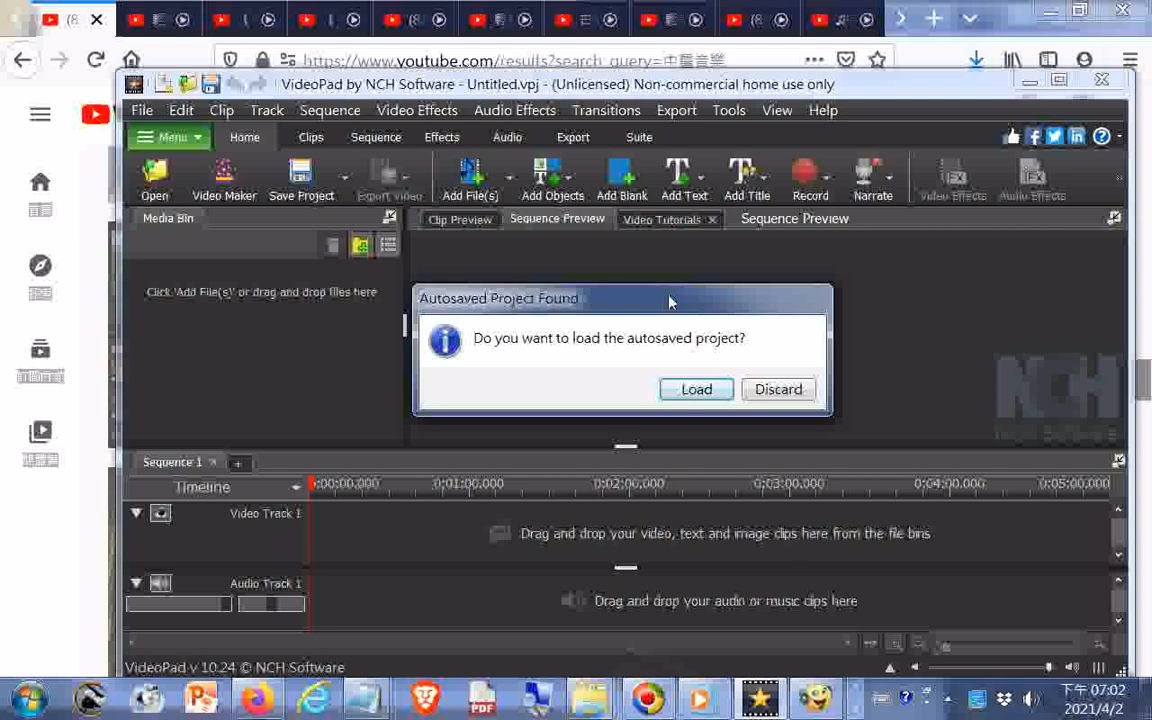 (8
(8
(8
https://www.youtube.com/results?search_query=中
VideoPad by NCH Software - Untitled.vpj - (Unlicensed) Non-commercial home use only
File Edit Clip Track Sequence Video Effects Audio Effects Transitions Export Tools View Help
Menu Home Clips Sequence Effects Audio Export Suite
Open Video Maker Save Project Export Video Add File(s) Add Objects Add Blank Add Text Add Title Record Narrate Video Effects Audio Effects
Media Bin Clip Preview Sequence Preview Video Tutorials Sequence Preview
Click 'Add File(s)' or drag and drop files here
Autosaved Project Found
Do you want to load the autosaved project?
Load Discard
NCH
Sequence 1
Timeline 0:00:00.000 0:01:00.000 0:02:00.000 0:03:00.000 0:04:00.000 0:05:00.000
Video Track 1
Drag and drop your video, text and image clips here from the file bins
Audio Track 1
Drag and drop your audio or music clips here
VideoPad v 10.24 © NCH Software
PDF
下午 07:02
2021/4/2